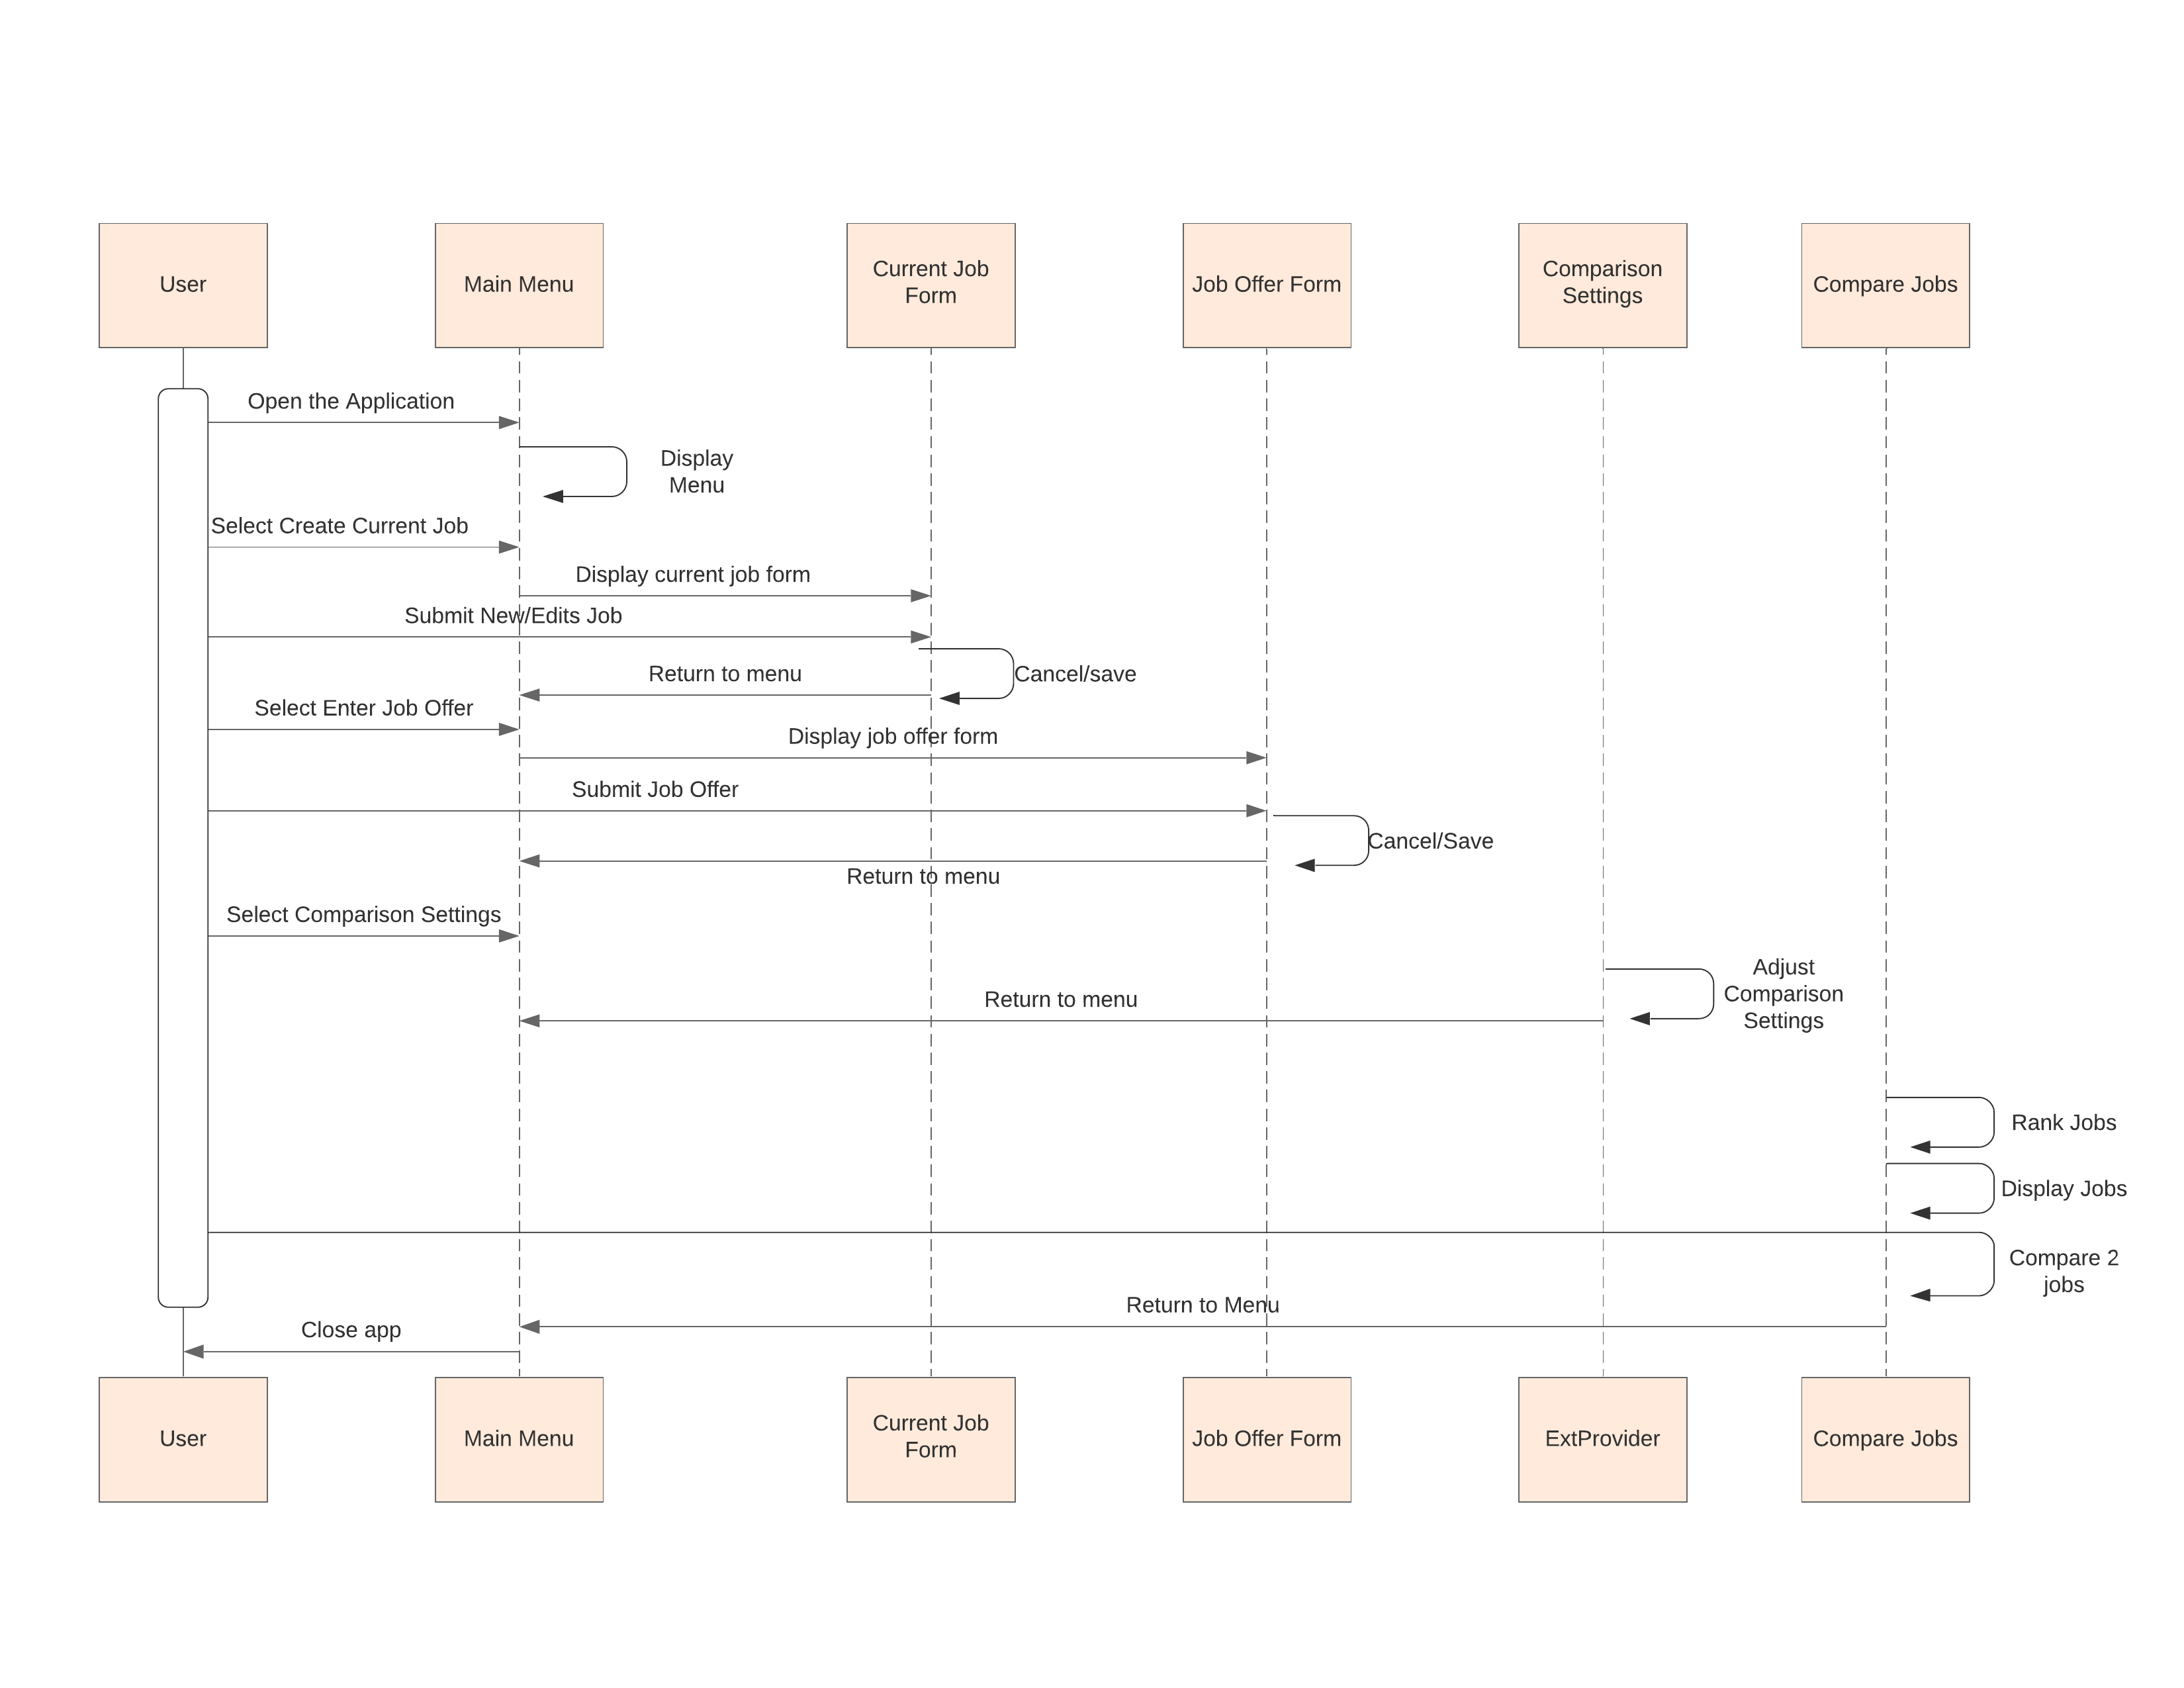 User
Main Menu
Current Job
Form
Job Offer Form
Comparison
Settings
Compare Jobs
Open the Application
Display
Menu
Select Create Current Job
Display current job form
Submit New/Edits Job
Return to menu
Cancel/save
Select Enter Job Offer
Display job offer form
Submit Job Offer
Cancel/Save
Return to menu
Select Comparison Settings
Adjust
Comparison
Settings
Return to menu
Rank Jobs
Display Jobs
Compare 2
jobs
Return to Menu
Close app
User
Main Menu
Current Job
Form
Job Offer Form
ExtProvider
Compare Jobs